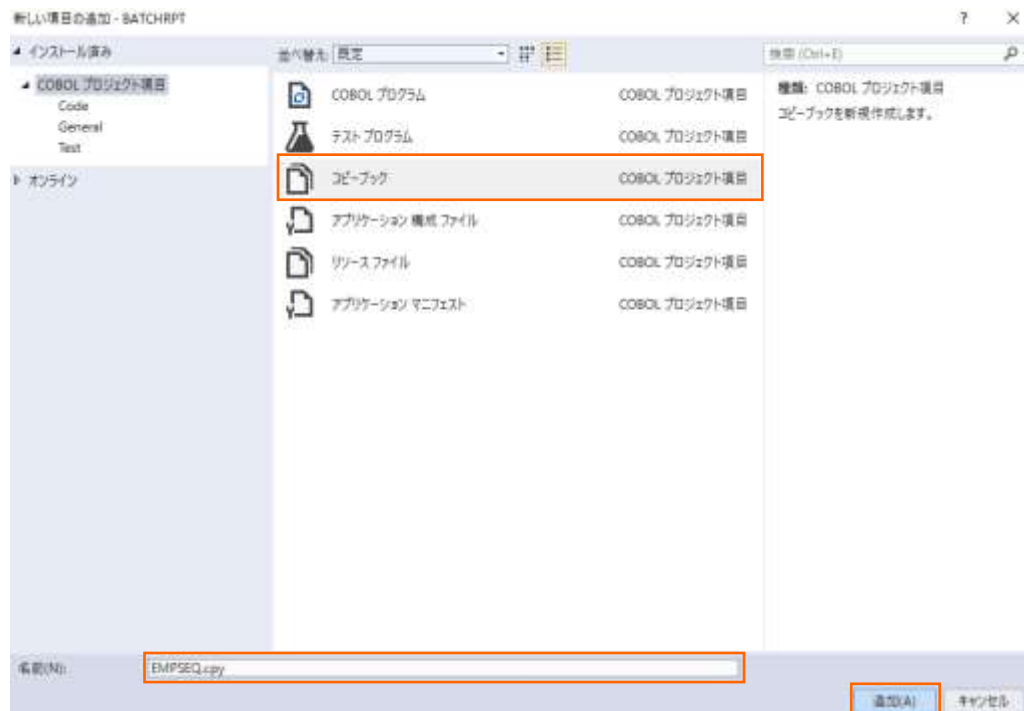 新しい項目の追加 - BATCHRPT
? ×
インストール済み
並べ替え: 既定
検索 (Ctrl+E)
COBOL プロジェクト項目
Code
General
Test
オンライン
COBOL プログラム COBOL プロジェクト項目
テスト プログラム COBOL プロジェクト項目
コピーブック COBOL プロジェクト項目
アプリケーション 構成 ファイル COBOL プロジェクト項目
リソース ファイル COBOL プロジェクト項目
アプリケーション マニフェスト COBOL プロジェクト項目
種類: COBOL プロジェクト項目
コピーブックを新規作成します。
名前(N): EMPSEQ.cpy
追加(A) キャンセル